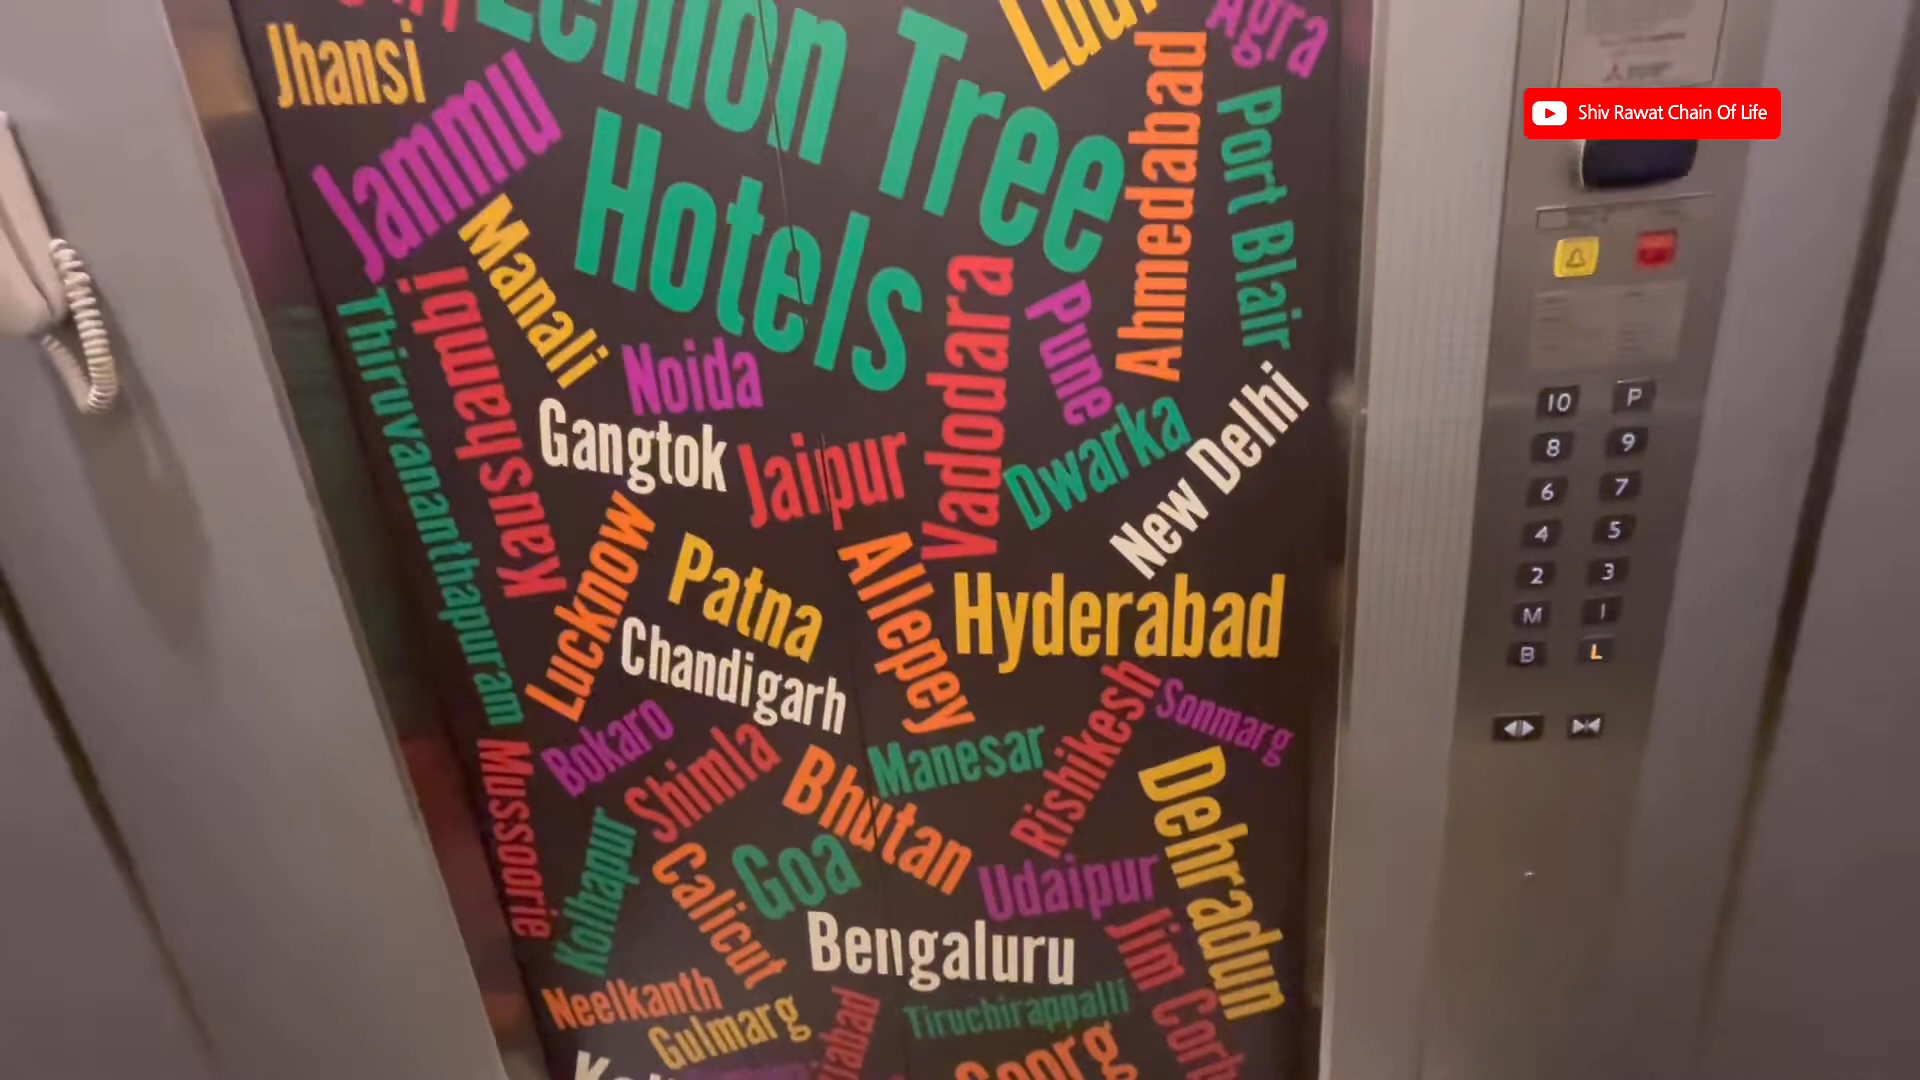 Lemon Tree
Hotels
Jhansi
Jammu
Agra
Ahmedabad
Port Blair
Manali
Kaushambi
Thiruvananthapuram
Noida
Vadodara
Pune
Gangtok
Jaipur
Dwarka
New Delhi
Lucknow
Patna
Allepey
Hyderabad
Chandigarh
Bokaro
Shimla
Manesar
Rishikesh
Sonmarg
Mussoorie
Bhutan
Dehradun
Kolhapur
Calicut
Goa
Udaipur
Bengaluru
Jim Corb
Neelkanth
Gulmarg
Tiruchirappalli
Shiv Rawat Chain Of Life
10 P
8 9
6 7
4 5
2 3
M 1
B L